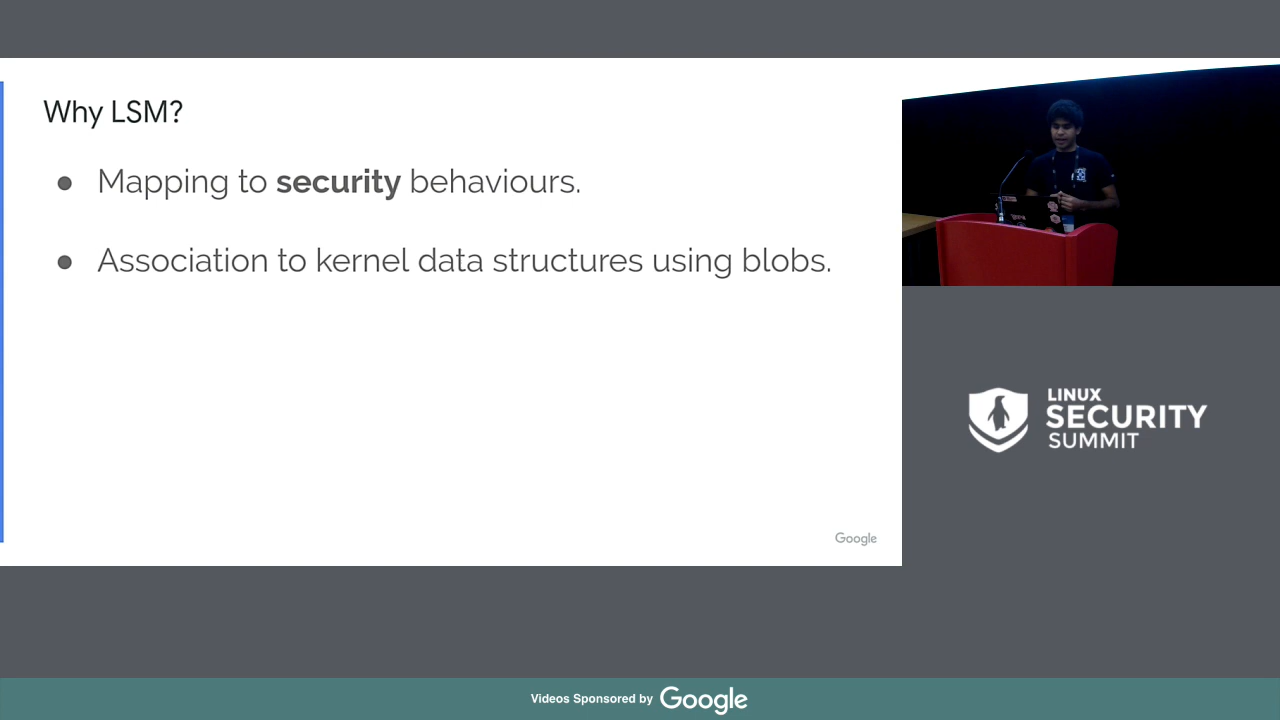 Why LSM?
● Mapping to security behaviours.
● Association to kernel data structures using blobs.
Google
LINUX
SECURITY
SUMMIT
Videos Sponsored by Google